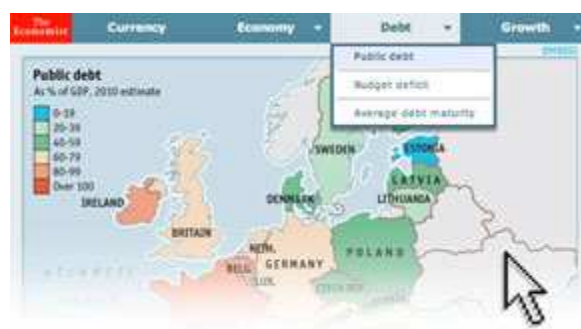 The
Economist
Currency
Economy
Debt
Growth
Public debt
Budget deficit
Average debt maturity
Public debt
As % of GDP, 2010 estimate
0-19
20-39
40-59
60-79
80-99
Over 100
SWEDEN
ESTONIA
LATVIA
LITHUANIA
DENMARK
IRELAND
BRITAIN
NETH.
POLAND
GERMANY
BELG.
LUX.